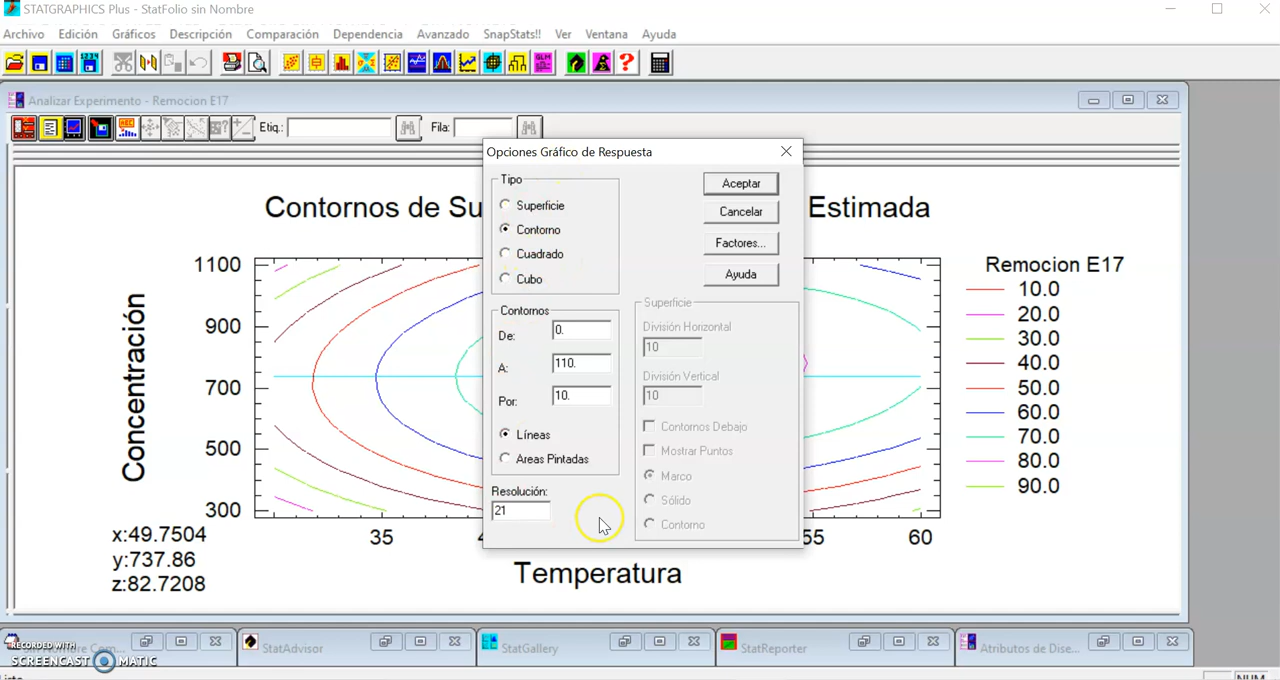 STATGRAPHICS Plus - StatFolio sin Nombre
Archivo Edición Gráficos Descripción Comparación Dependencia Avanzado SnapStats!! Ver Ventana Ayuda
Analizar Experimento - Remocion E17
Etiq.: Fila:
Opciones Gráfico de Respuesta
Tipo
Superficie
Contorno
Cuadrado
Cubo
Aceptar
Cancelar
Factores...
Ayuda
Contornos
De: 0.
A: 110.
Por: 10.
Líneas
Areas Pintadas
Resolución:
21
Superficie
División Horizontal
10
División Vertical
10
Contornos Debajo
Mostrar Puntos
Marco
Sólido
Contorno
Contornos de Su
Estimada
Concentración
1100
900
700
500
300
35
55 60
Temperatura
x:49.7504
y:737.86
z:82.7208
Remocion E17
10.0
20.0
30.0
40.0
50.0
60.0
70.0
80.0
90.0
StatAdvisor StatGallery StatReporter Atributos de Dise...
RECORDED WITH
SCREENCAST MATIC